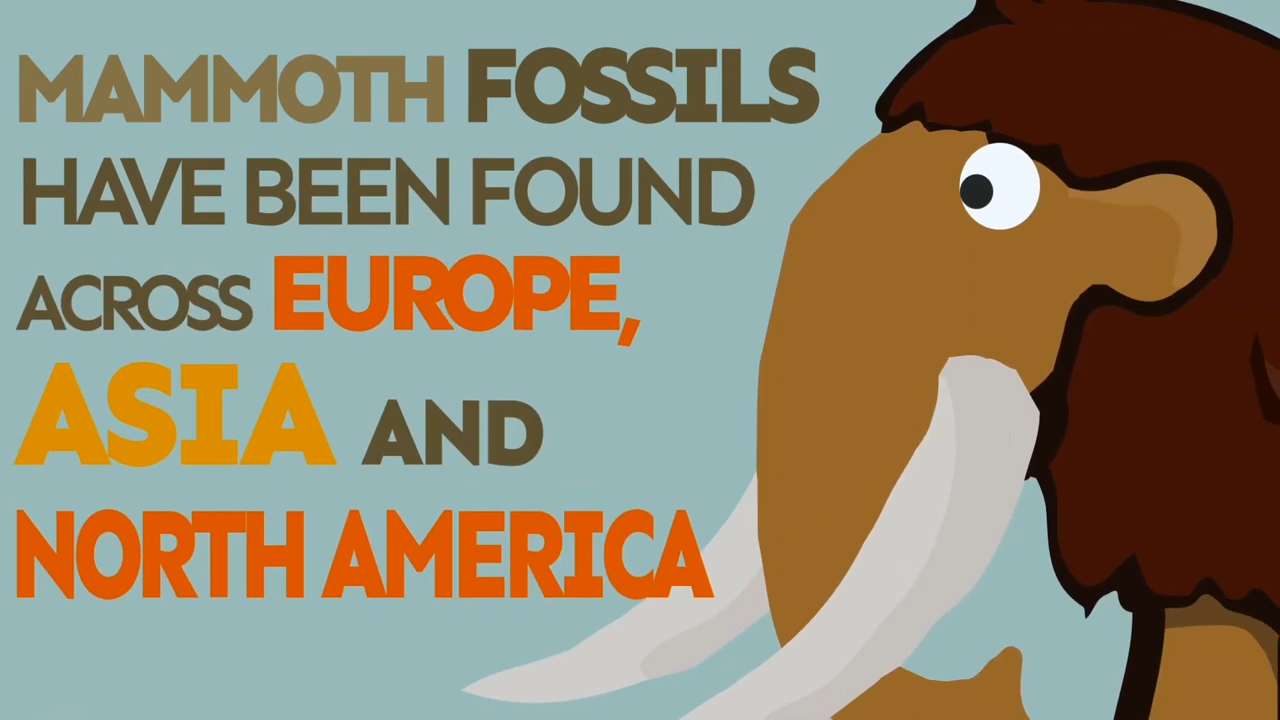 MAMMOTH FOSSILS
HAVE BEEN FOUND
ACROSS EUROPE,
ASIA AND
NORTH AMERICA